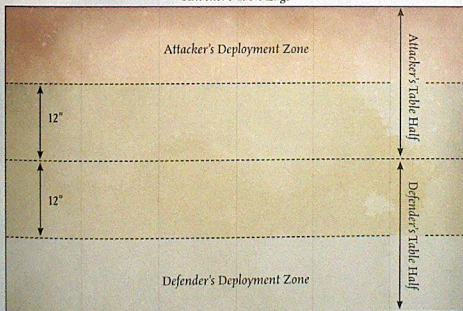 Attacker's Deployment Zone
Attacker's Table Half
12"
12"
Defender's Table Half
Defender's Deployment Zone